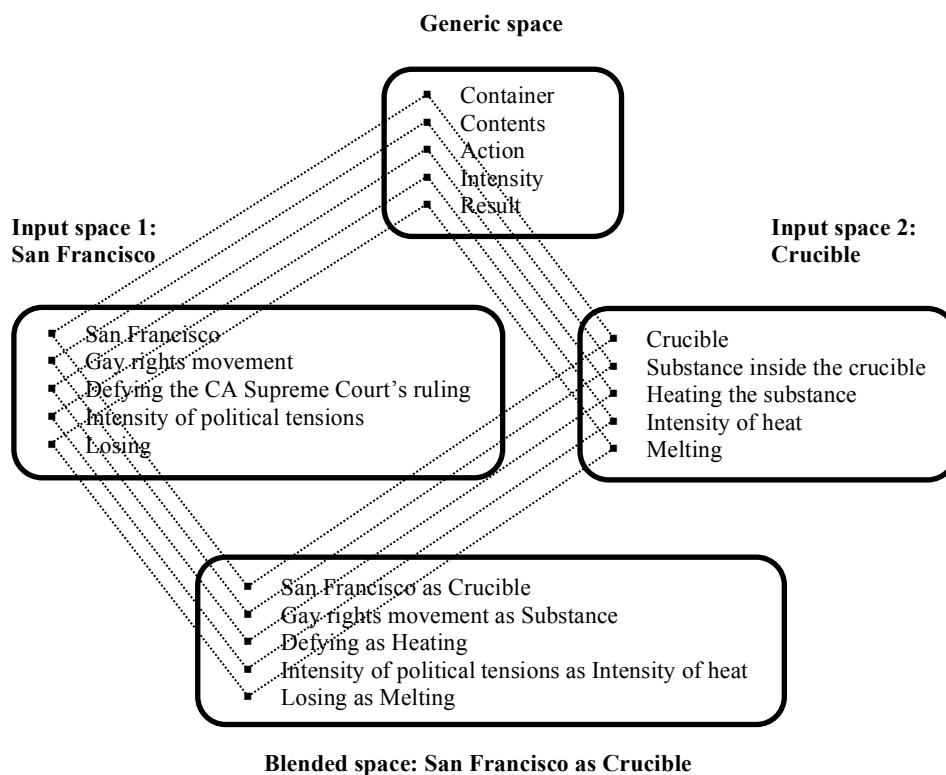 Generic space
Container
Contents
Action
Intensity
Result
Input space 1:
San Francisco
Input space 2:
Crucible
San Francisco
Gay rights movement
Defying the CA Supreme Court’s ruling
Intensity of political tensions
Losing
Crucible
Substance inside the crucible
Heating the substance
Intensity of heat
Melting
San Francisco as Crucible
Gay rights movement as Substance
Defying as Heating
Intensity of political tensions as Intensity of heat
Losing as Melting
Blended space: San Francisco as Crucible